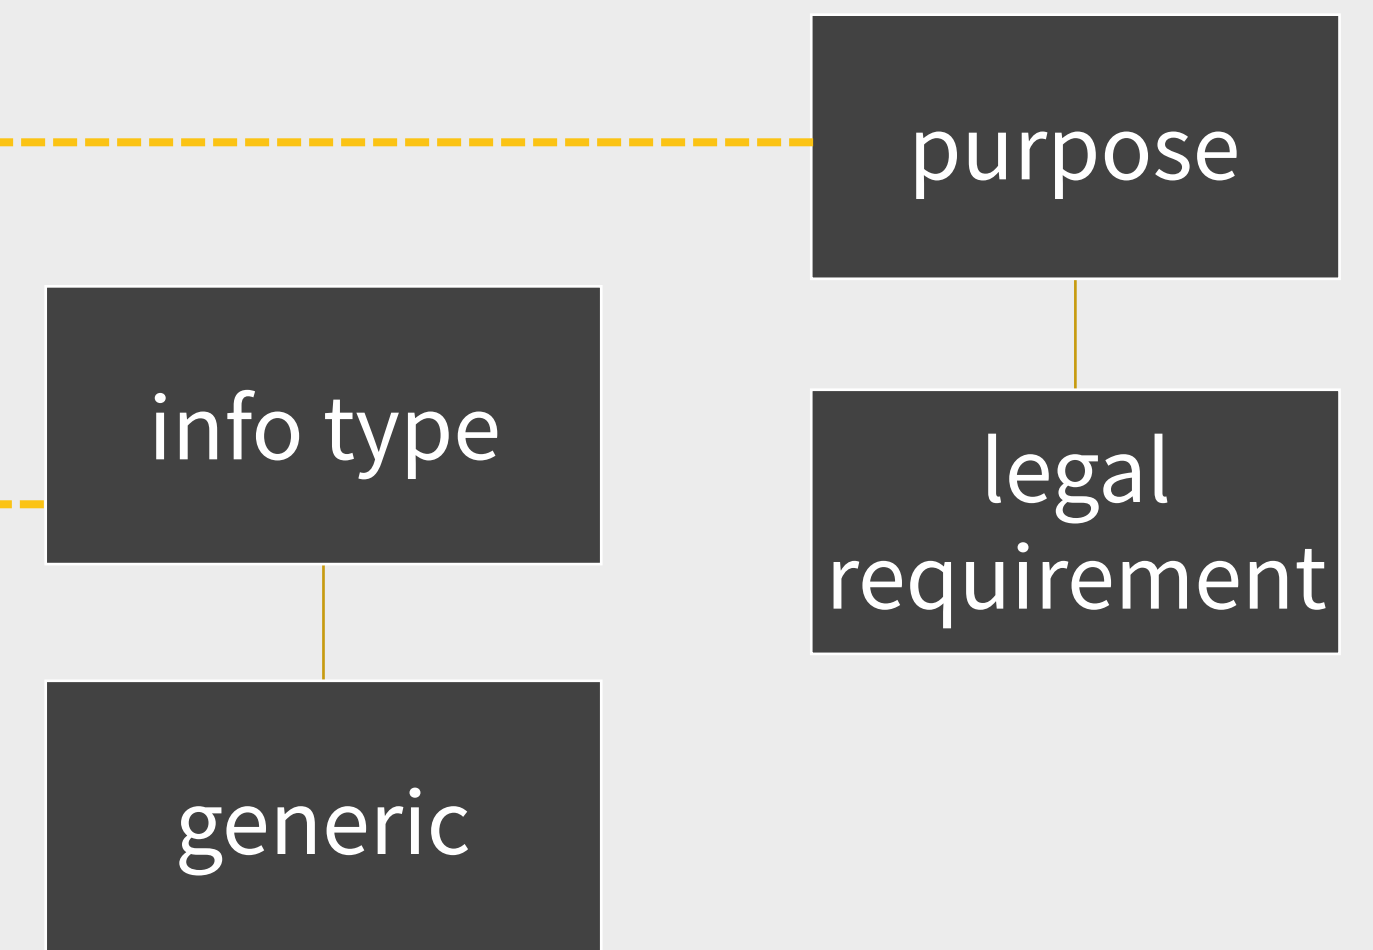 purpose
info type
legal
requirement
generic